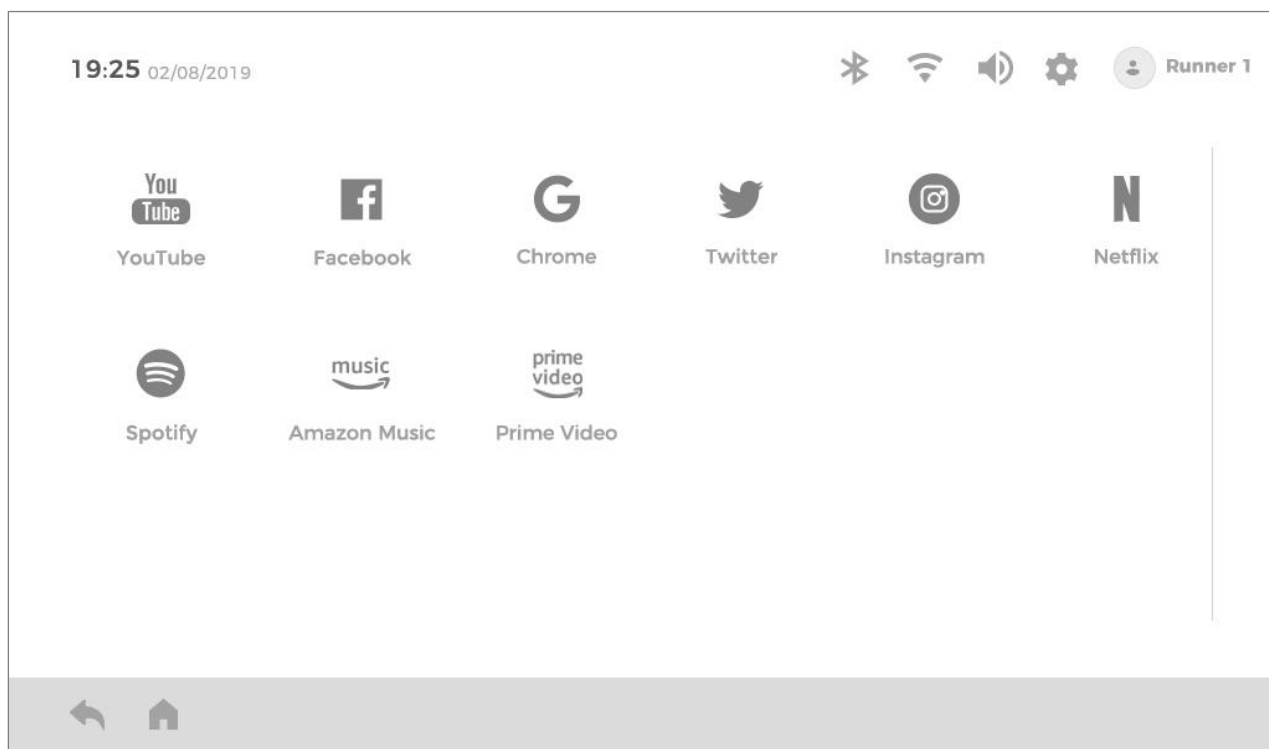 19:25 02/08/2019
Runner 1
You
Tube
YouTube
f
Facebook
G
Chrome
Twitter
Instagram
N
Netflix
Spotify
music
Amazon Music
prime
video
Prime Video